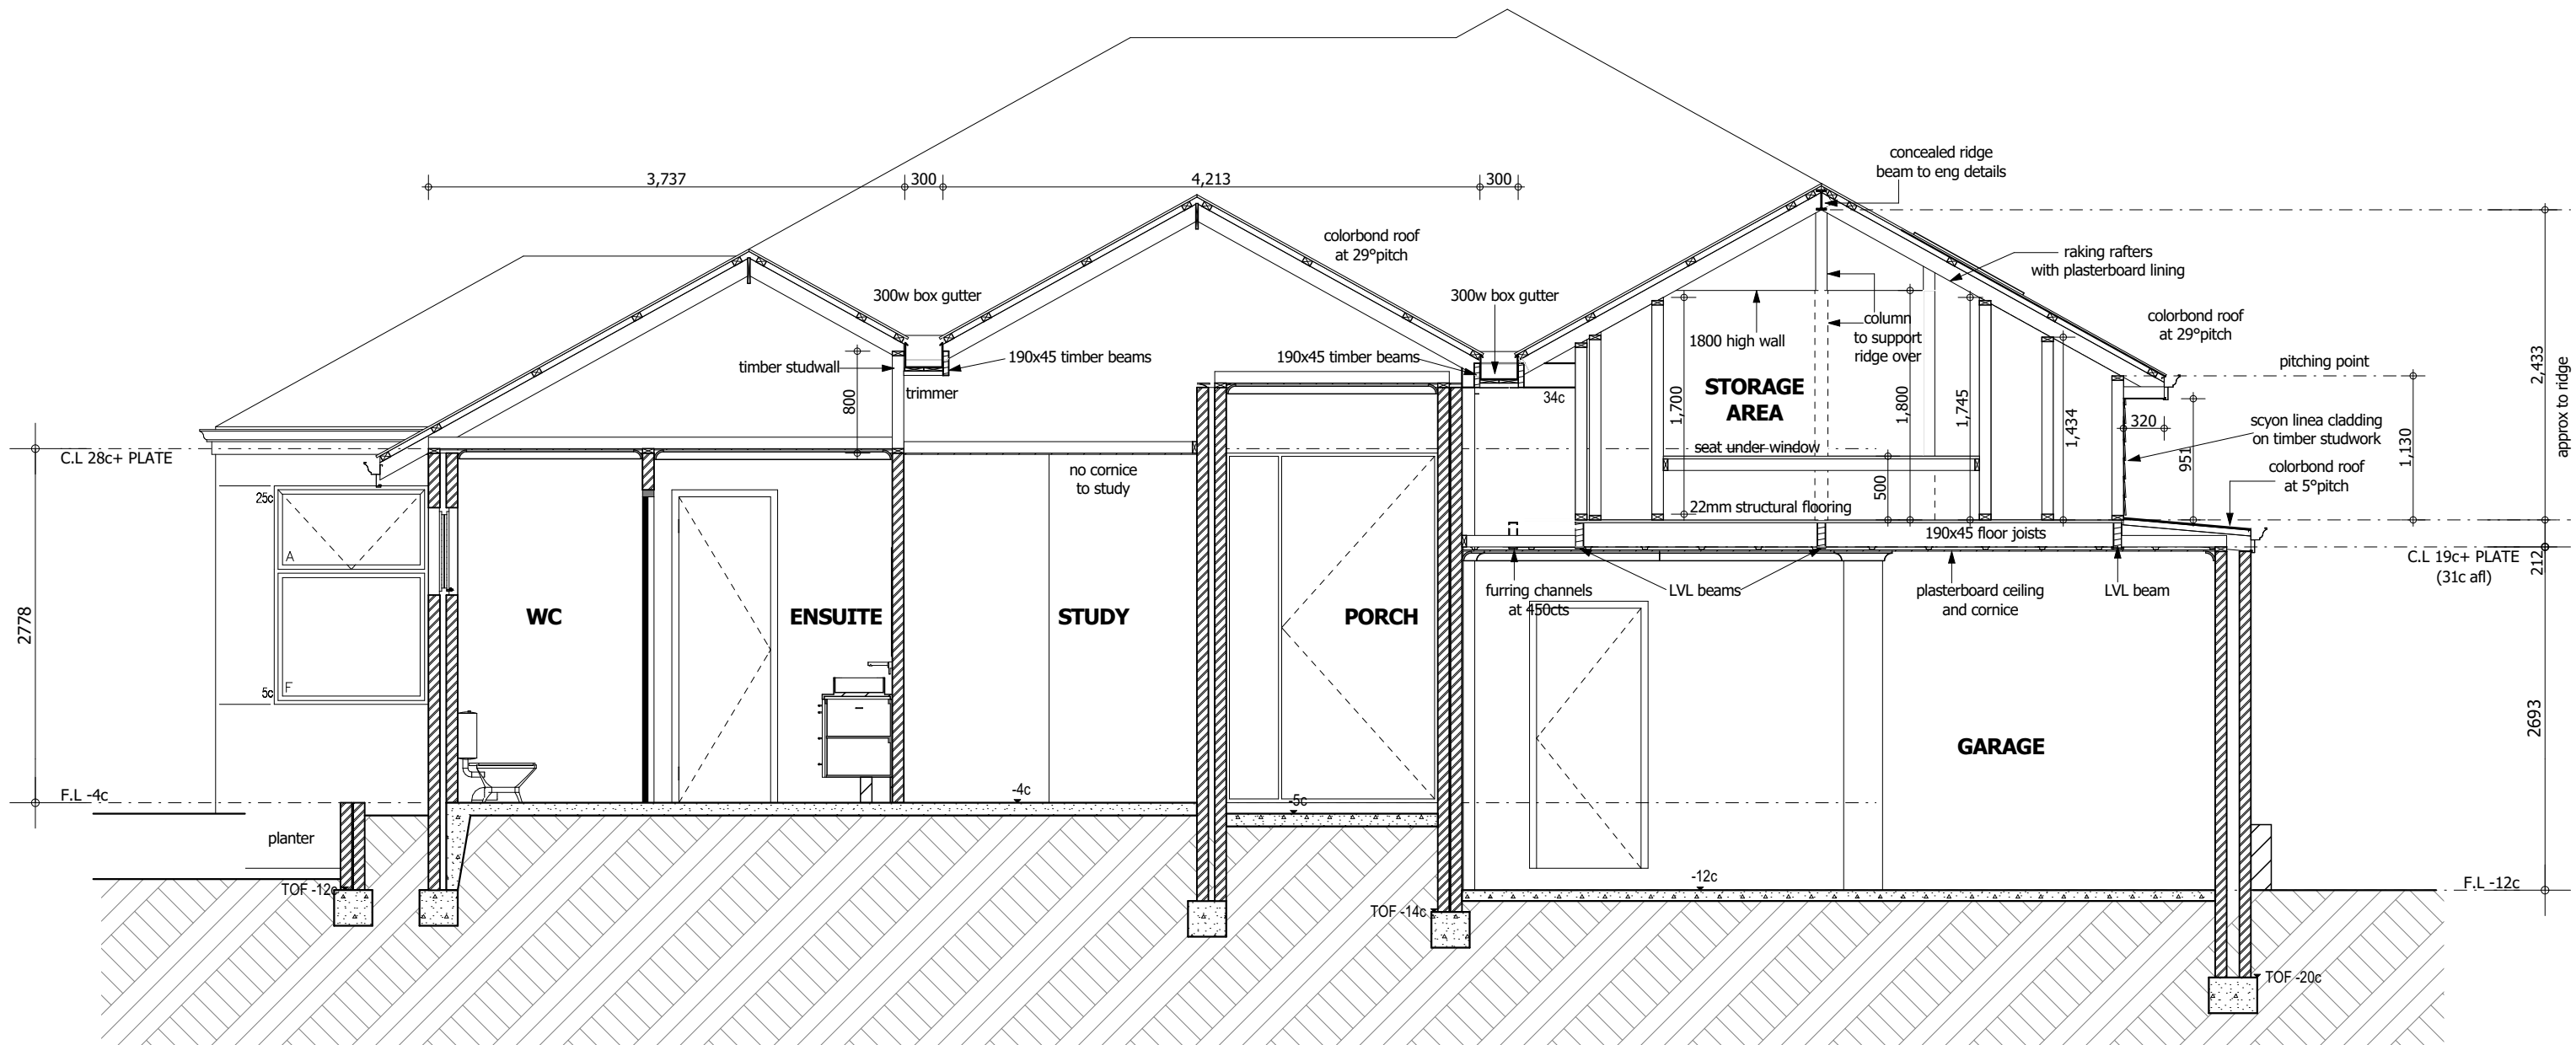 concealed ridge
beam to eng details
3,737
300
4,213
300
colorbond roof
at 29°pitch
raking rafters
with plasterboard lining
300w box gutter
300w box gutter
colorbond roof
at 29°pitch
column
to support
ridge over
1800 high wall
timber studwall
190x45 timber beams
190x45 timber beams
pitching point
2,433
approx to ridge
trimmer
800
34c
STORAGE
AREA
1,700
1,800
1,745
1,434
320
951
1,130
scyon linea cladding
on timber studwork
colorbond roof
at 5°pitch
C.L 28c+ PLATE
seat under window
no cornice
to study
500
25c
22mm structural flooring
190x45 floor joists
C.L 19c+ PLATE
(31c afl)
212
A
furring channels
at 450cts
LVL beams
plasterboard ceiling
and cornice
LVL beam
2778
WC
ENSUITE
STUDY
PORCH
F
5c
GARAGE
2693
F.L -4c
-4c
-5c
planter
TOF -12c
-12c
F.L -12c
TOF -14c
TOF -20c